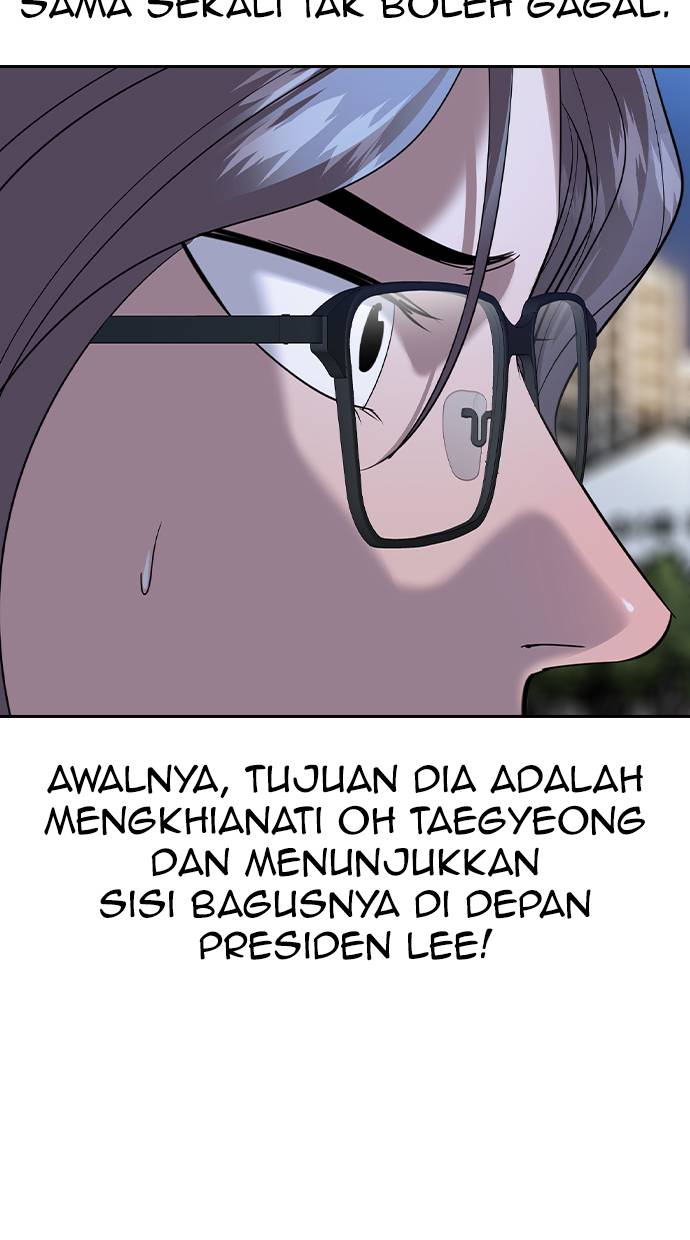 SAMA SEKALI TAK BOLEH GAGAL.
AWALNYA, TUJUAN DIA ADALAH
MENGKHIANATI OH TAEGYEONG
DAN MENUNJUKKAN
SISI BAGUSNYA DI DEPAN
PRESIDEN LEE!